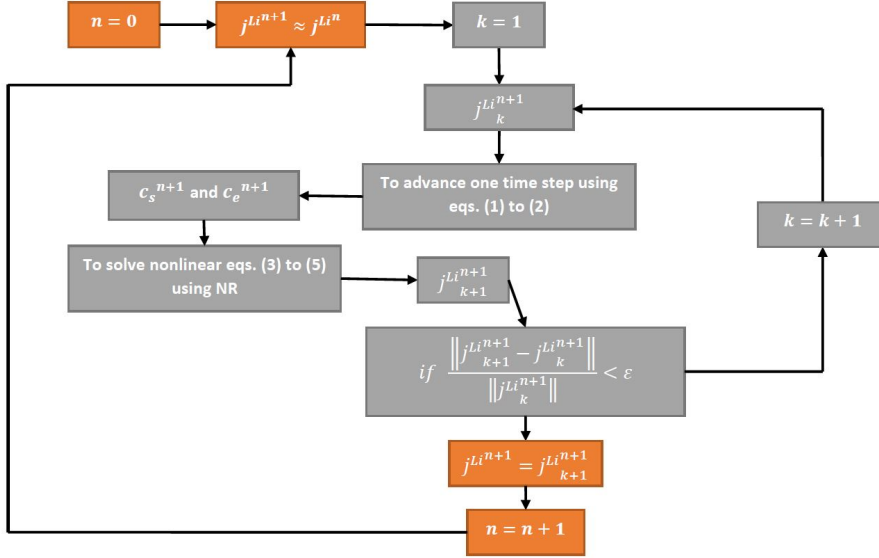 n = 0
j^{Li^{n+1}} ≈ j^{Li^n}
k = 1
j^{Li}{}_k^{n+1}
To advance one time step using
eqs. (1) to (2)
c_s^{n+1} and c_e^{n+1}
k = k + 1
To solve nonlinear eqs. (3) to (5)
using NR
j^{Li}{}_{k+1}^{n+1}
if ‖j^{Li}{}_{k+1}^{n+1} − j^{Li}{}_k^{n+1}‖ / ‖j^{Li}{}_k^{n+1}‖ < ε
j^{Li^{n+1}} = j^{Li}{}_{k+1}^{n+1}
n = n + 1